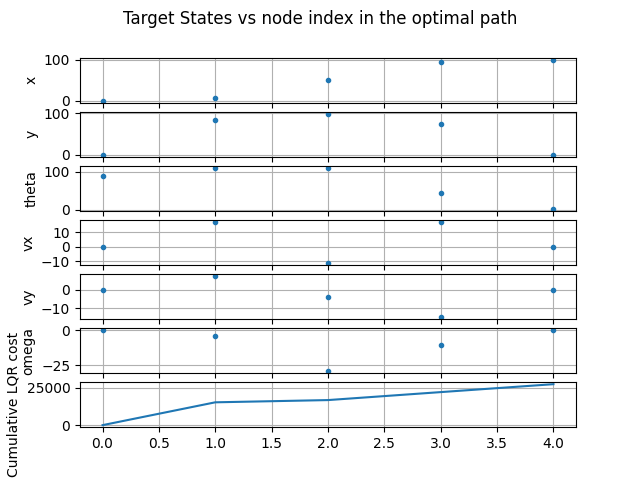 Target States vs node index in the optimal path
100
0
x
100
0
y
100
0
theta
10
0
−10
vx
0
−10
vy
0
−25
omega
25000
0
Cumulative LQR cost
0.0 0.5 1.0 1.5 2.0 2.5 3.0 3.5 4.0